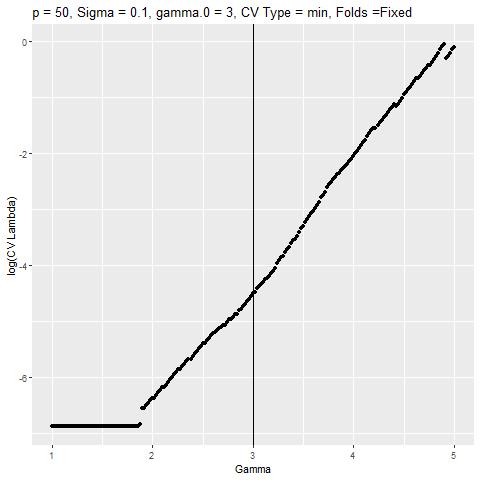 p = 50, Sigma = 0.1, gamma.0 = 3, CV Type = min, Folds =Fixed
0
-2
-4
-6
log(CV Lambda)
1 2 3 4 5
Gamma